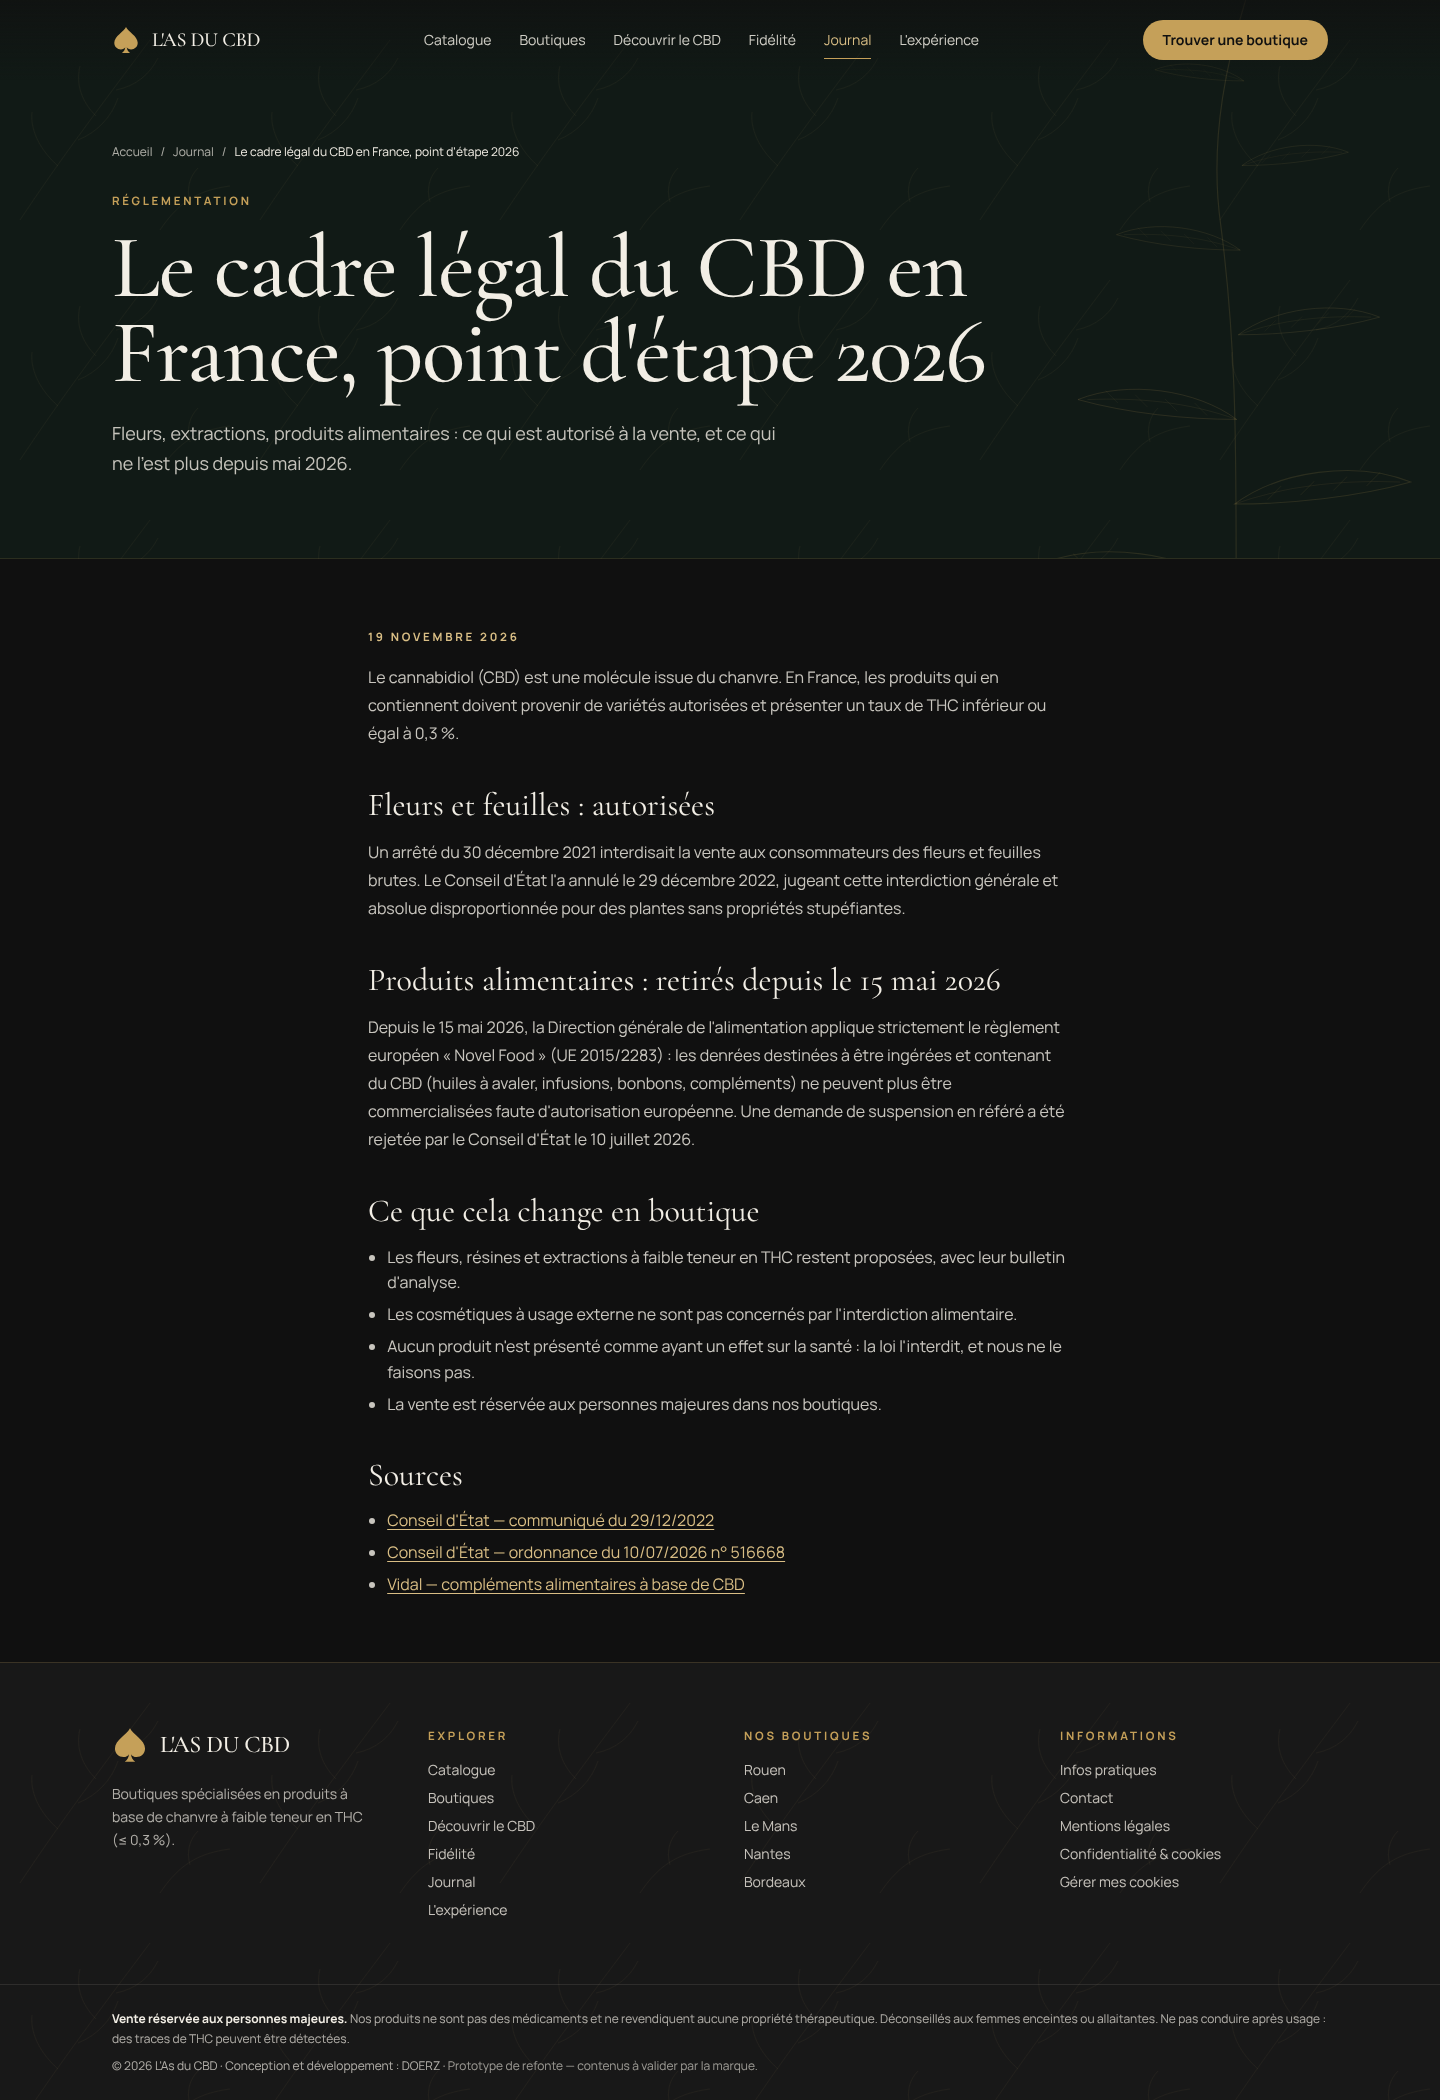 L'AS DU CBD
Catalogue
Boutiques
Découvrir le CBD
Fidélité
Journal
L'expérience
Trouver une boutique
Accueil / Journal / Le cadre légal du CBD en France, point d'étape 2026
RÉGLEMENTATION
Le cadre légal du CBD en
France, point d'étape 2026
Fleurs, extractions, produits alimentaires : ce qui est autorisé à la vente, et ce qui
ne l'est plus depuis mai 2026.
19 NOVEMBRE 2026
Le cannabidiol (CBD) est une molécule issue du chanvre. En France, les produits qui en
contiennent doivent provenir de variétés autorisées et présenter un taux de THC inférieur ou
égal à 0,3 %.
Fleurs et feuilles : autorisées
Un arrêté du 30 décembre 2021 interdisait la vente aux consommateurs des fleurs et feuilles
brutes. Le Conseil d'État l'a annulé le 29 décembre 2022, jugeant cette interdiction générale et
absolue disproportionnée pour des plantes sans propriétés stupéfiantes.
Produits alimentaires : retirés depuis le 15 mai 2026
Depuis le 15 mai 2026, la Direction générale de l'alimentation applique strictement le règlement
européen « Novel Food » (UE 2015/2283) : les denrées destinées à être ingérées et contenant
du CBD (huiles à avaler, infusions, bonbons, compléments) ne peuvent plus être
commercialisées faute d'autorisation européenne. Une demande de suspension en référé a été
rejetée par le Conseil d'État le 10 juillet 2026.
Ce que cela change en boutique
• Les fleurs, résines et extractions à faible teneur en THC restent proposées, avec leur bulletin
d'analyse.
• Les cosmétiques à usage externe ne sont pas concernés par l'interdiction alimentaire.
• Aucun produit n'est présenté comme ayant un effet sur la santé : la loi l'interdit, et nous ne le
faisons pas.
• La vente est réservée aux personnes majeures dans nos boutiques.
Sources
• Conseil d'État — communiqué du 29/12/2022
• Conseil d'État — ordonnance du 10/07/2026 n° 516668
• Vidal — compléments alimentaires à base de CBD
L'AS DU CBD
Boutiques spécialisées en produits à
base de chanvre à faible teneur en THC
(≤ 0,3 %).
EXPLORER
Catalogue
Boutiques
Découvrir le CBD
Fidélité
Journal
L'expérience
NOS BOUTIQUES
Rouen
Caen
Le Mans
Nantes
Bordeaux
INFORMATIONS
Infos pratiques
Contact
Mentions légales
Confidentialité & cookies
Gérer mes cookies
Vente réservée aux personnes majeures. Nos produits ne sont pas des médicaments et ne revendiquent aucune propriété thérapeutique. Déconseillés aux femmes enceintes ou allaitantes. Ne pas conduire après usage :
des traces de THC peuvent être détectées.
© 2026 L'As du CBD · Conception et développement : DOERZ · Prototype de refonte — contenus à valider par la marque.